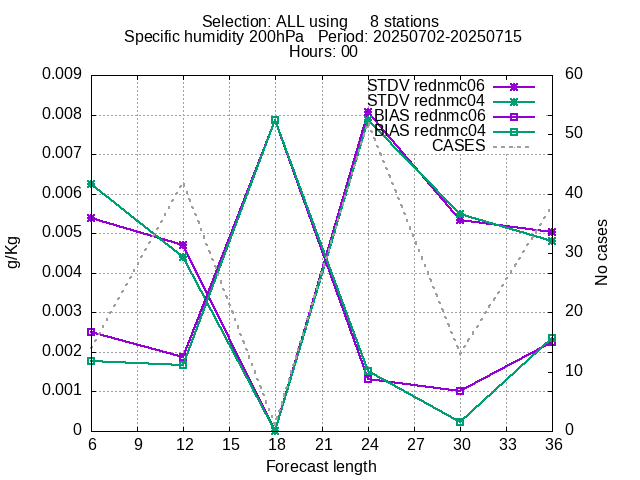 Selection: ALL using     8 stations
Specific humidity 200hPa   Period: 20250702-20250715
Hours: 00
STDV rednmc06
STDV rednmc04
BIAS rednmc06
BIAS rednmc04
CASES
0.009
0.008
0.007
0.006
0.005
0.004
0.003
0.002
0.001
0
g/Kg
60
50
40
30
20
10
0
No cases
6 9 12 15 18 21 24 27 30 33 36
Forecast length